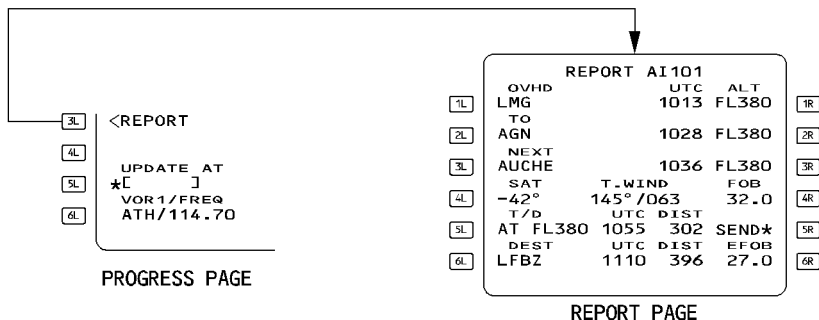 3L <REPORT
4L
UPDATE AT
5L *[ ]
VOR1/FREQ
6L ATH/114.70
PROGRESS PAGE
REPORT AI101
OVHD UTC ALT
1L LMG 1013 FL380 1R
TO
2L AGN 1028 FL380 2R
NEXT
3L AUCHE 1036 FL380 3R
SAT T.WIND FOB
4L -42° 145°/063 32.0 4R
T/D UTC DIST
5L AT FL380 1055 302 SEND* 5R
DEST UTC DIST EFOB
6L LFBZ 1110 396 27.0 6R
REPORT PAGE